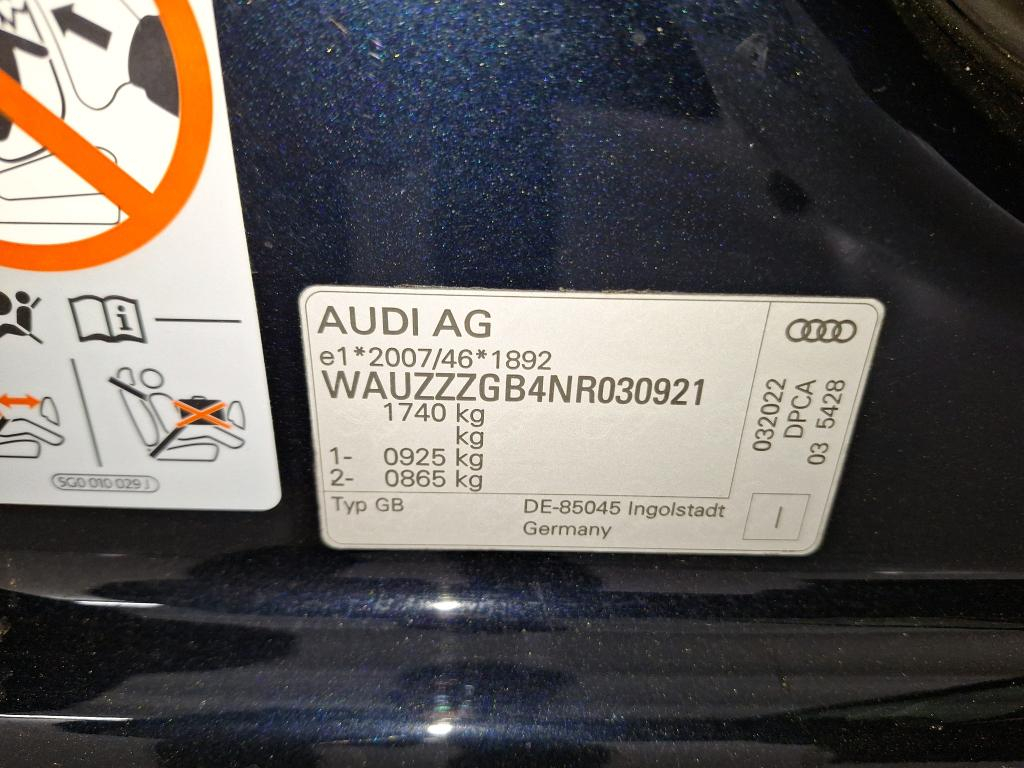 AUDI AG
e1*2007/46*1892
WAUZZZGB4NR030921
1740 kg
kg
1- 0925 kg
2- 0865 kg
Typ GB
DE-85045 Ingolstadt
Germany
032022
DPCA
03 5428
I
i
5G0 010 029 J